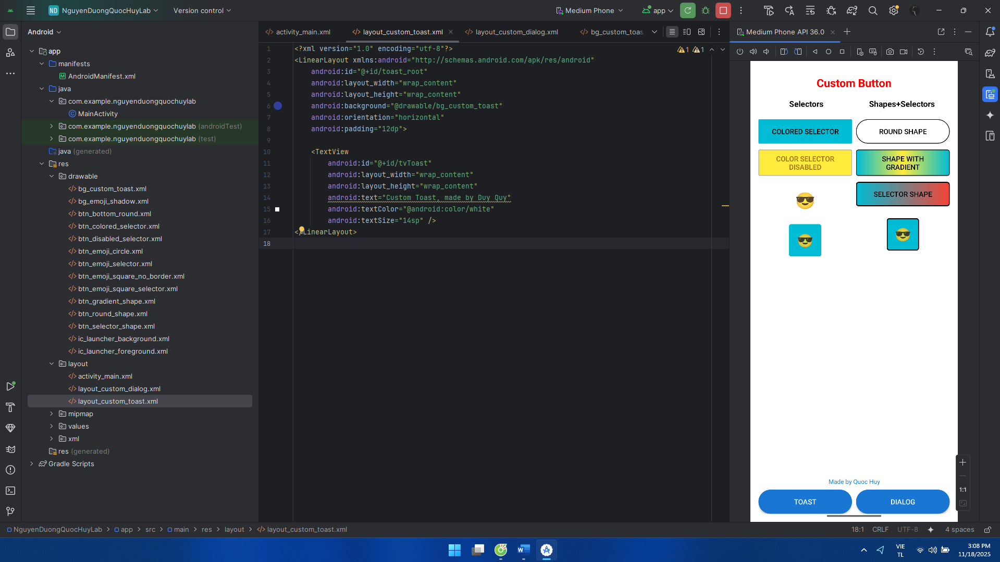 ND NguyenDuongQuocHuyLab Version control Medium Phone app
Android
app
manifests
AndroidManifest.xml
java
com.example.nguyenduongquochuylab
MainActivity
com.example.nguyenduongquochuylab (androidTest)
com.example.nguyenduongquochuylab (test)
java (generated)
res
drawable
bg_custom_toast.xml
bg_emoji_shadow.xml
btn_bottom_round.xml
btn_colored_selector.xml
btn_disabled_selector.xml
btn_emoji_circle.xml
btn_emoji_selector.xml
btn_emoji_square_no_border.xml
btn_emoji_square_selector.xml
btn_gradient_shape.xml
btn_round_shape.xml
btn_selector_shape.xml
ic_launcher_background.xml
ic_launcher_foreground.xml
layout
activity_main.xml
layout_custom_dialog.xml
layout_custom_toast.xml
mipmap
values
xml
res (generated)
Gradle Scripts
activity_main.xml layout_custom_toast.xml layout_custom_dialog.xml bg_custom_toas
1 <?xml version="1.0" encoding="utf-8"?>
2 <LinearLayout xmlns:android="http://schemas.android.com/apk/res/android"
3 android:id="@+id/toast_root"
4 android:layout_width="wrap_content"
5 android:layout_height="wrap_content"
6 android:background="@drawable/bg_custom_toast"
7 android:orientation="horizontal"
8 android:padding="12dp">
9
10 <TextView
11 android:id="@+id/tvToast"
12 android:layout_width="wrap_content"
13 android:layout_height="wrap_content"
14 android:text="Custom Toast, made by Duy Quy"
15 android:textColor="@android:color/white"
16 android:textSize="14sp" />
17 </LinearLayout>
18
1 1
Medium Phone API 36.0
Custom Button
Selectors Shapes+Selectors
COLORED SELECTOR ROUND SHAPE
COLOR SELECTOR
DISABLED
SHAPE WITH
GRADIENT
SELECTOR SHAPE
Made by Quoc Huy
TOAST DIALOG
1:1
NguyenDuongQuocHuyLab app src main res layout layout_custom_toast.xml
18:1 CRLF UTF-8 4 spaces
VIE
TL
3:08 PM
11/18/2025